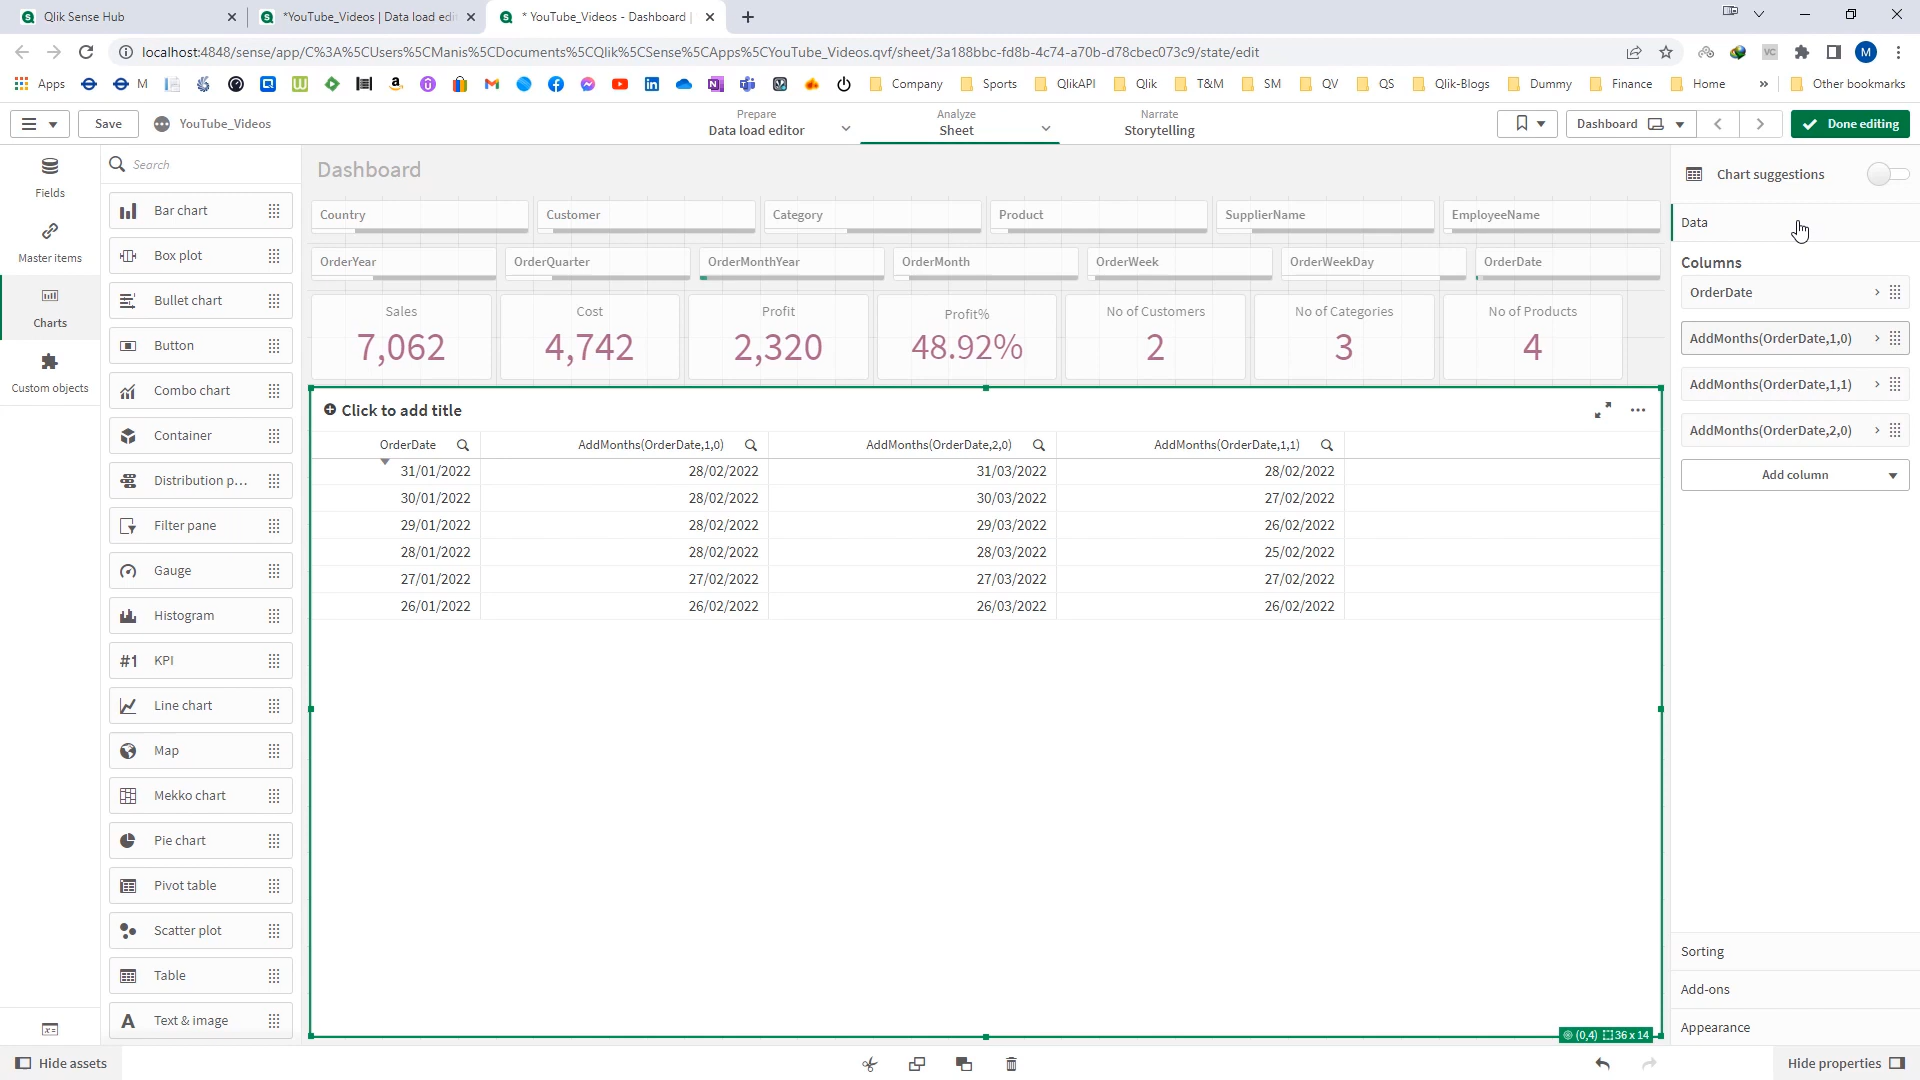 Qlik Sense Hub
*YouTube_Videos | Data load edi
* YouTube_Videos - Dashboard |
localhost:4848/sense/app/C%3A%5CUsers%5CManis%5CDocuments%5CQlik%5CSense%5CApps%5CYouTube_Videos.qvf/sheet/3a188bbc-fd8b-4c74-a70b-d78cbec073c9/state/edit
VC
M
Apps
M
Company
Sports
QlikAPI
Qlik
T&M
SM
QV
QS
Qlik-Blogs
Dummy
Finance
Home
»
Other bookmarks
Save
YouTube_Videos
Prepare
Data load editor
Analyze
Sheet
Narrate
Storytelling
Dashboard
Done editing
Fields
Master items
Charts
Custom objects
Search
Bar chart
Box plot
Bullet chart
Button
Combo chart
Container
Distribution p...
Filter pane
Gauge
Histogram
#1 KPI
Line chart
Map
Mekko chart
Pie chart
Pivot table
Scatter plot
Table
A Text & image
Dashboard
Country
Customer
Category
Product
SupplierName
EmployeeName
OrderYear
OrderQuarter
OrderMonthYear
OrderMonth
OrderWeek
OrderWeekDay
OrderDate
Sales
7,062
Cost
4,742
Profit
2,320
Profit%
48.92%
No of Customers
2
No of Categories
3
No of Products
4
Click to add title
OrderDate AddMonths(OrderDate,1,0) AddMonths(OrderDate,2,0) AddMonths(OrderDate,1,1)
31/01/2022 28/02/2022 31/03/2022 28/02/2022
30/01/2022 28/02/2022 30/03/2022 27/02/2022
29/01/2022 28/02/2022 29/03/2022 26/02/2022
28/01/2022 28/02/2022 28/03/2022 25/02/2022
27/01/2022 27/02/2022 27/03/2022 27/02/2022
26/01/2022 26/02/2022 26/03/2022 26/02/2022
(0,4) 36 x 14
Chart suggestions
Data
Columns
OrderDate
AddMonths(OrderDate,1,0)
AddMonths(OrderDate,1,1)
AddMonths(OrderDate,2,0)
Add column
Sorting
Add-ons
Appearance
Hide assets
Hide properties